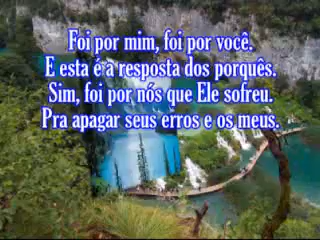 Foi por mim, foi por você.
E esta é a resposta dos porquês.
Sim, foi por nós que Ele sofreu.
Pra apagar seus erros e os meus.